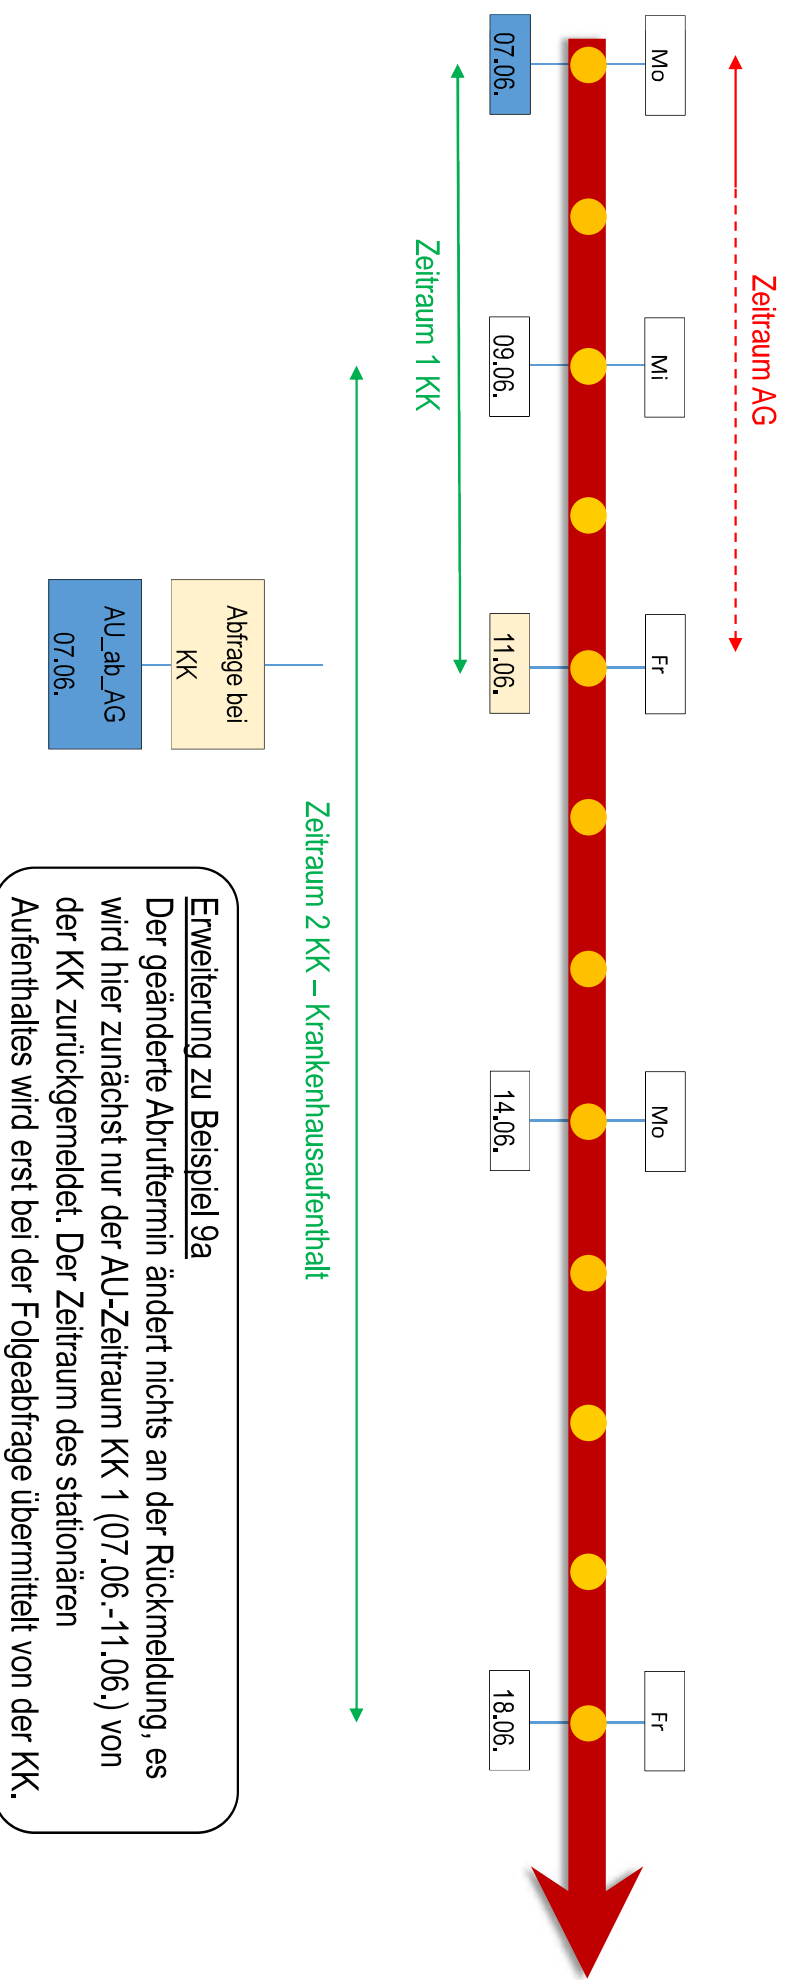 Zeitraum AG
Mo
Mi
Fr
Mo
Fr
07.06.
09.06.
11.06.
14.06.
18.06.
Zeitraum 1 KK
Zeitraum 2 KK – Krankenhausaufenthalt
Abfrage bei
KK
AU_ab_AG
07.06.
Erweiterung zu Beispiel 9a
Der geänderte Abruftermin ändert nichts an der Rückmeldung, es
wird hier zunächst nur der AU-Zeitraum KK 1 (07.06.-11.06.) von
der KK zurückgemeldet. Der Zeitraum des stationären
Aufenthaltes wird erst bei der Folgeabfrage übermittelt von der KK.